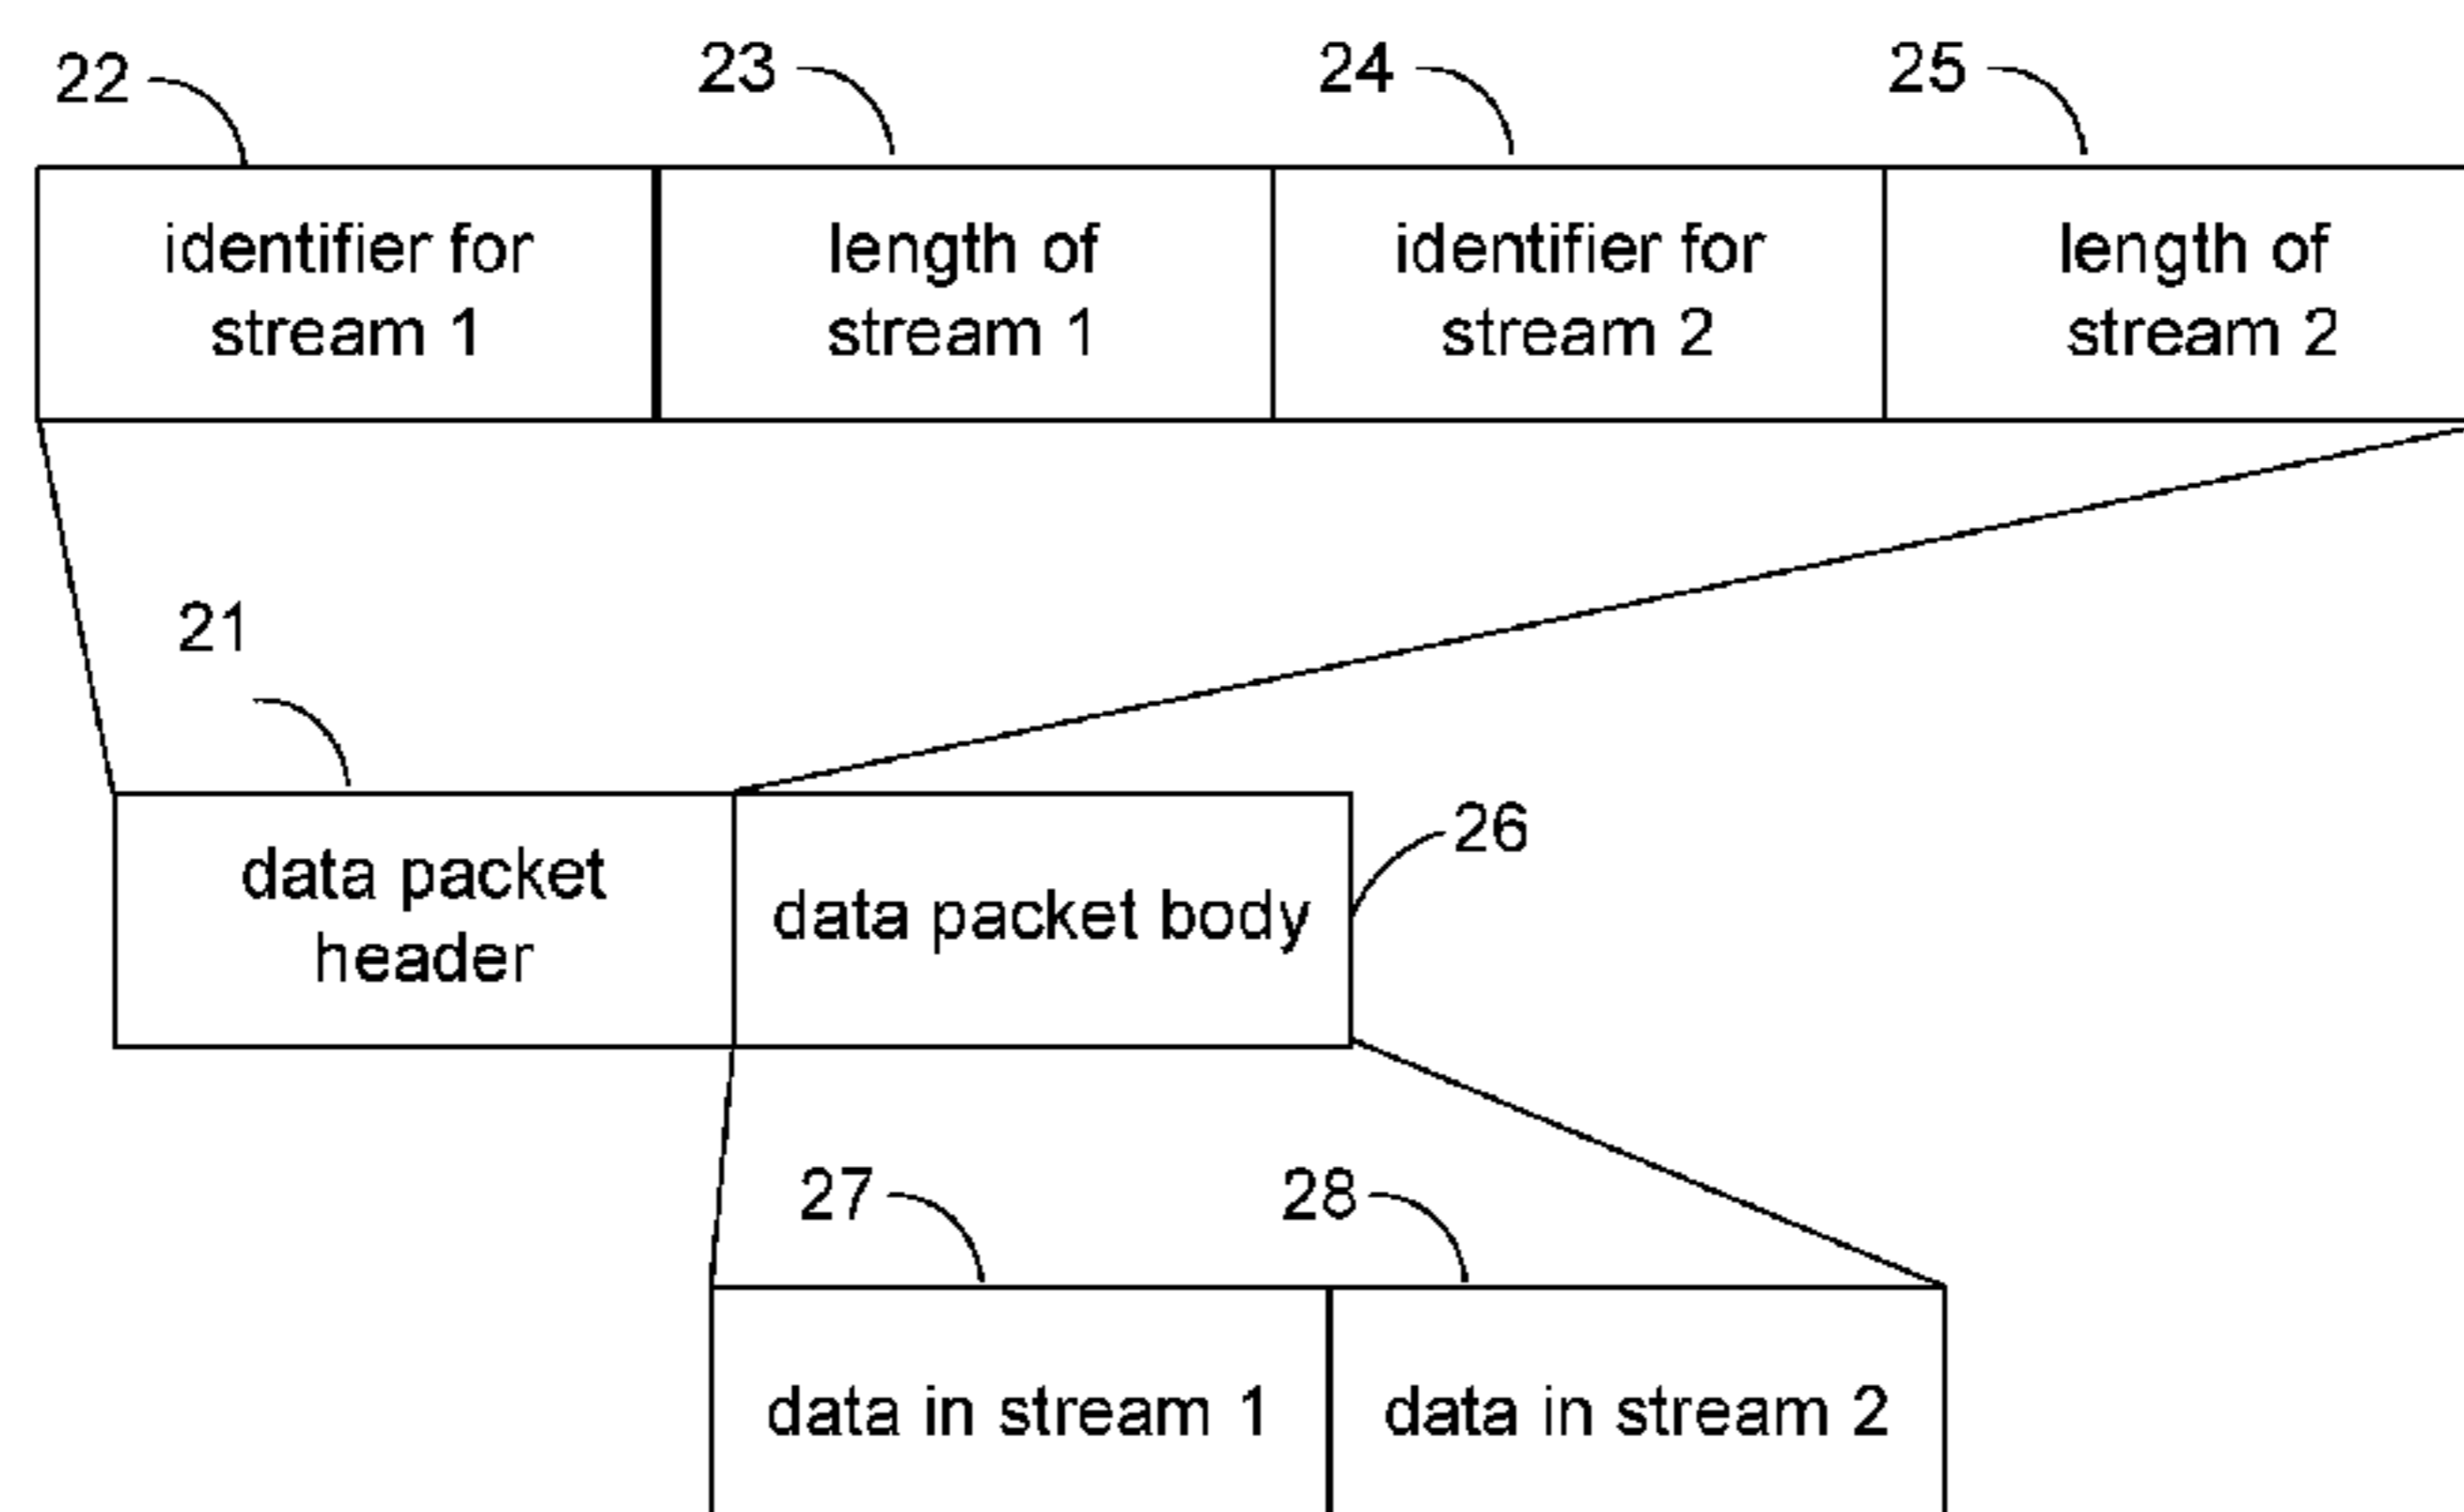 22
23
24
25
identifier for
stream 1
length of
stream 1
identifier for
stream 2
length of
stream 2
21
data packet
header
data packet body
26
27
28
data in stream 1
data in stream 2